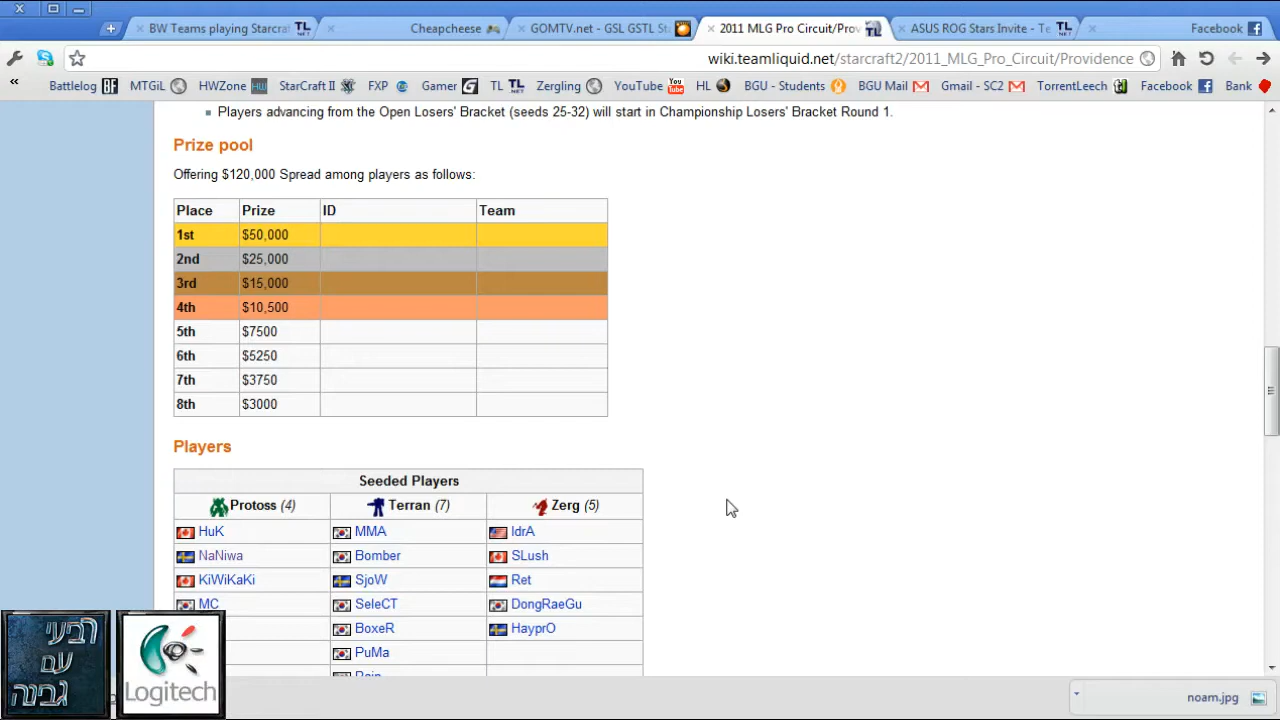 BW Teams playing Starcra
Cheapcheese
GOMTV.net - GSL GSTL St
2011 MLG Pro Circuit/Prov
ASUS ROG Stars Invite - Te
Facebook
wiki.teamliquid.net/starcraft2/2011_MLG_Pro_Circuit/Providence
Battlelog MTGiL HWZone StarCraft II FXP Gamer TL Zergling YouTube HL BGU - Students BGU Mail Gmail - SC2 TorrentLeech Facebook Bank
Players advancing from the Open Losers' Bracket (seeds 25-32) will start in Championship Losers' Bracket Round 1.
Prize pool
Offering $120,000 Spread among players as follows:
Place Prize ID Team
1st $50,000
2nd $25,000
3rd $15,000
4th $10,500
5th $7500
6th $5250
7th $3750
8th $3000
Players
Seeded Players
Protoss (4) Terran (7) Zerg (5)
HuK MMA IdrA
NaNiwa Bomber SLush
KiWiKaKi SjoW Ret
MC SeleCT DongRaeGu
BoxeR HayprO
PuMa
Rain
רביעי
עם
גבינה
Logitech
noam.jpg